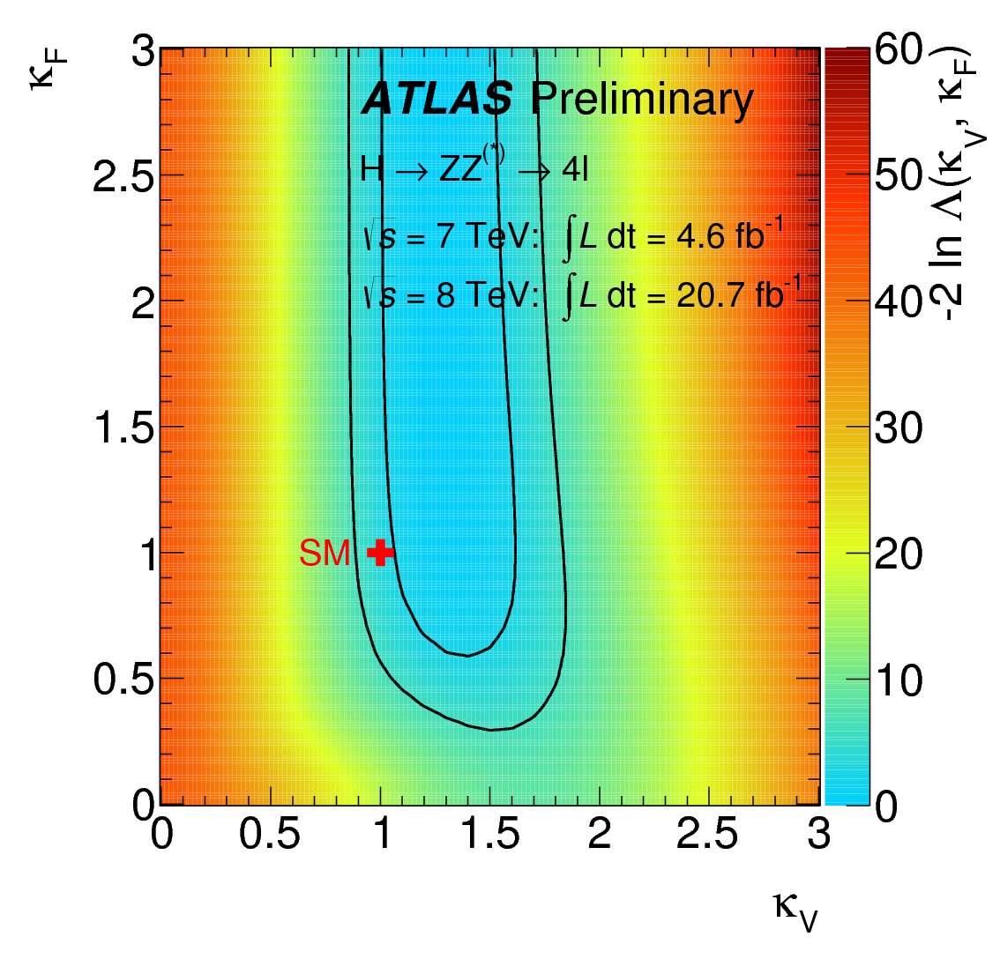 κF
ATLAS Preliminary
H → ZZ(*) → 4l
√s = 7 TeV: ∫L dt = 4.6 fb-1
√s = 8 TeV: ∫L dt = 20.7 fb-1
SM
3
2.5
2
1.5
1
0.5
0
0 0.5 1 1.5 2 2.5 3
κV
60
50
40
30
20
10
0
-2 ln Λ(κV, κF)